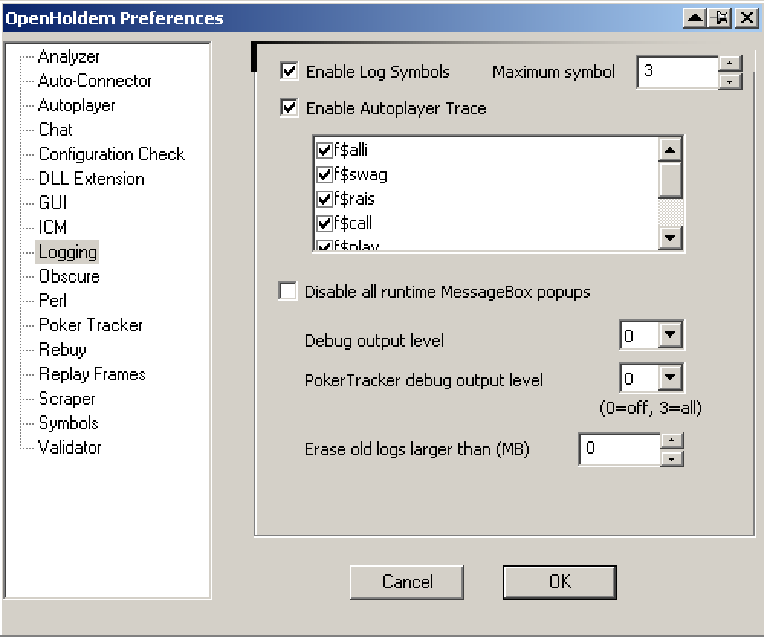 OpenHoldem Preferences
Analyzer
Auto-Connector
Autoplayer
Chat
Configuration Check
DLL Extension
GUI
ICM
Logging
Obscure
Perl
Poker Tracker
Rebuy
Replay Frames
Scraper
Symbols
Validator
Enable Log Symbols Maximum symbol 3
Enable Autoplayer Trace
f$alli
f$swag
f$rais
f$call
f$play
Disable all runtime MessageBox popups
Debug output level 0
PokerTracker debug output level 0
(0=off, 3=all)
Erase old logs larger than (MB) 0
Cancel OK